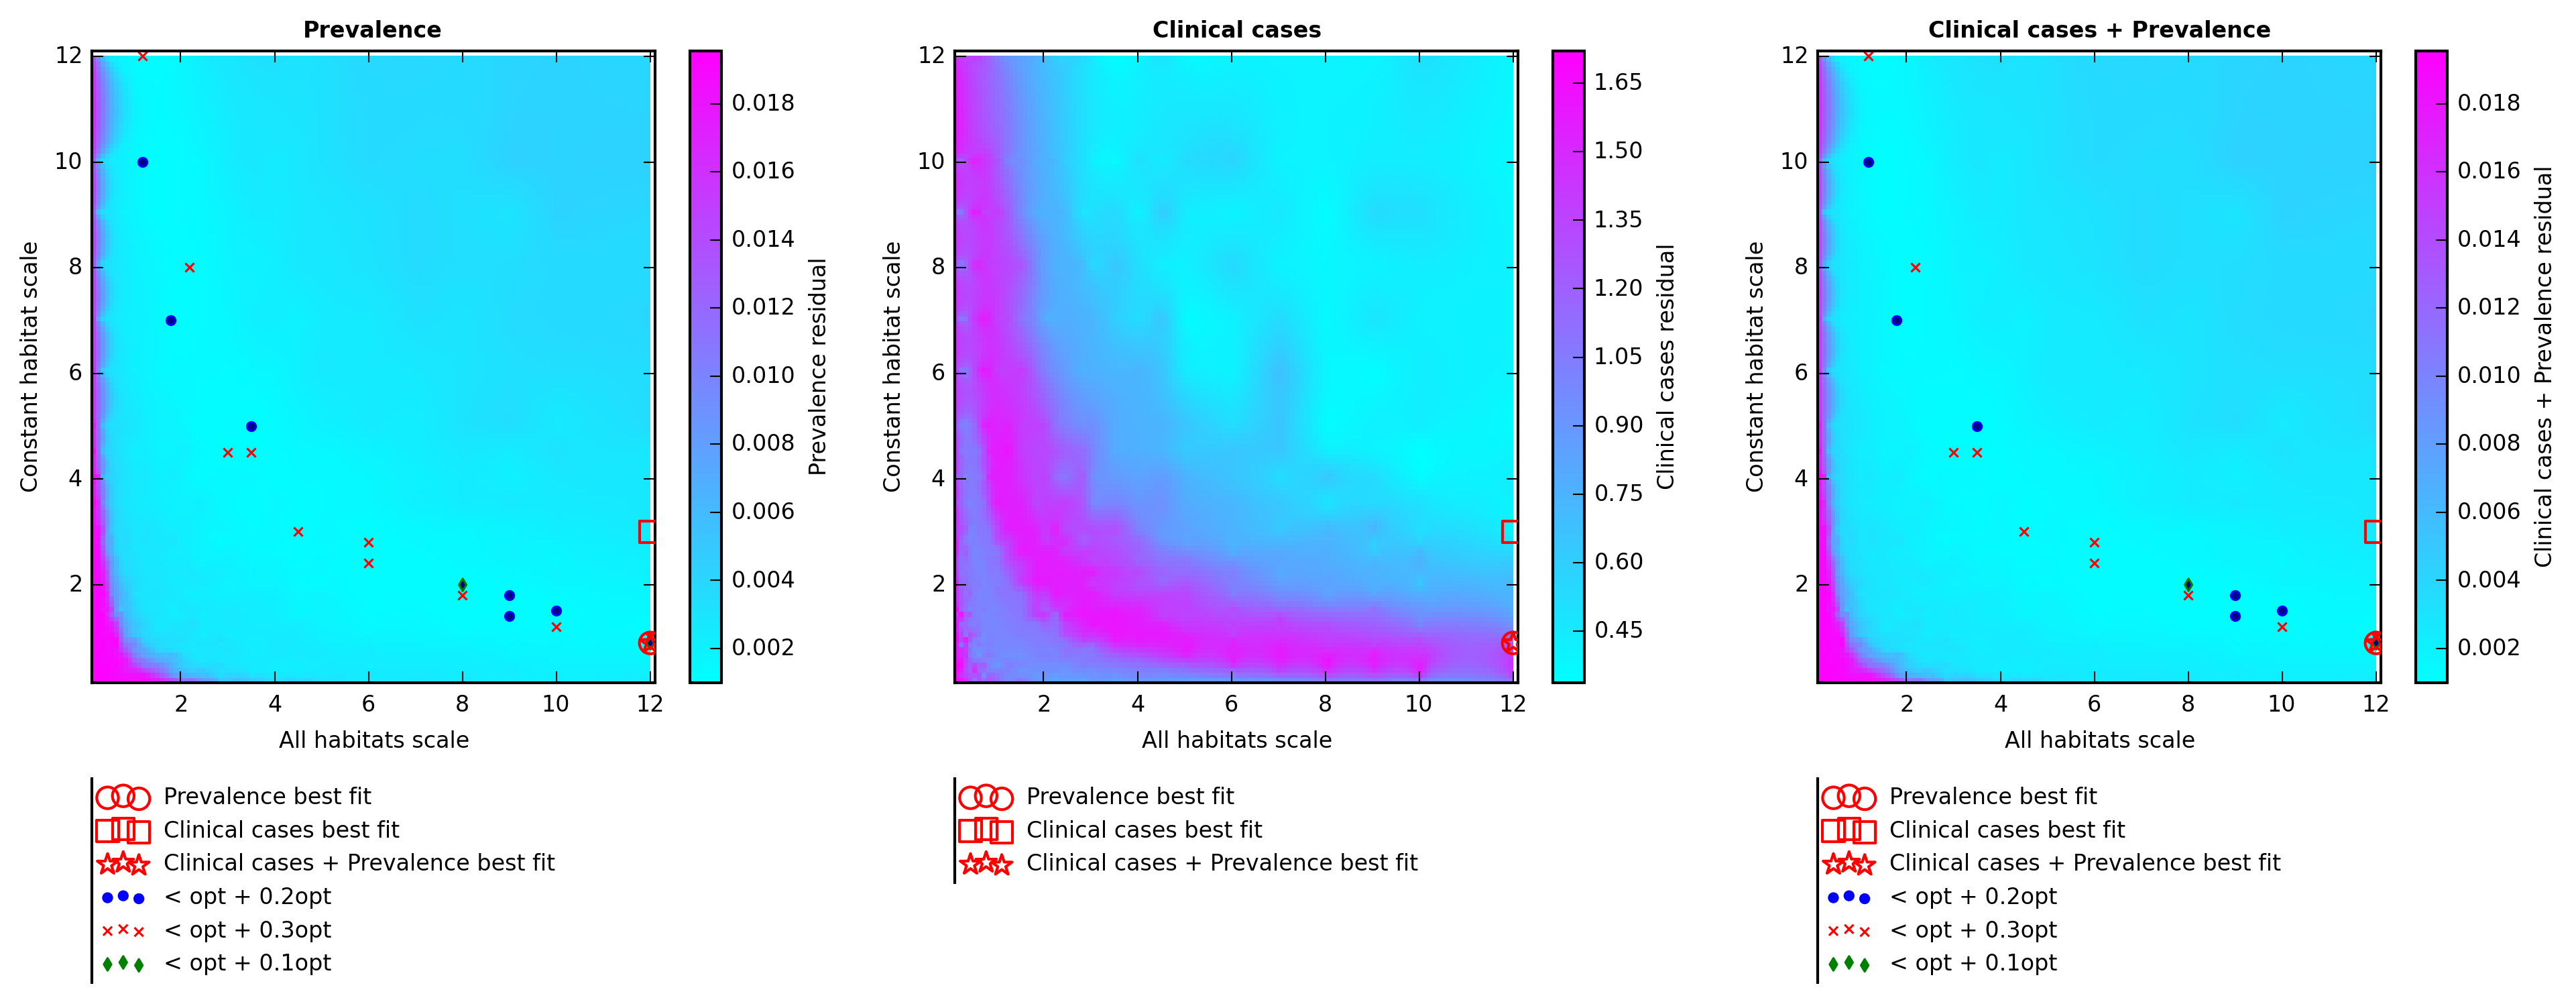 Prevalence
12
10
8
6
4
2
Constant habitat scale
2 4 6 8 10 12
All habitats scale
0.018
0.016
0.014
0.012
0.010
0.008
0.006
0.004
0.002
Prevalence residual
Prevalence best fit
Clinical cases best fit
Clinical cases + Prevalence best fit
< opt + 0.2opt
< opt + 0.3opt
< opt + 0.1opt
Clinical cases
12
10
8
6
4
2
Constant habitat scale
2 4 6 8 10 12
All habitats scale
1.65
1.50
1.35
1.20
1.05
0.90
0.75
0.60
0.45
Clinical cases residual
Prevalence best fit
Clinical cases best fit
Clinical cases + Prevalence best fit
Clinical cases + Prevalence
12
10
8
6
4
2
Constant habitat scale
2 4 6 8 10 12
All habitats scale
0.018
0.016
0.014
0.012
0.010
0.008
0.006
0.004
0.002
Clinical cases + Prevalence residual
Prevalence best fit
Clinical cases best fit
Clinical cases + Prevalence best fit
< opt + 0.2opt
< opt + 0.3opt
< opt + 0.1opt